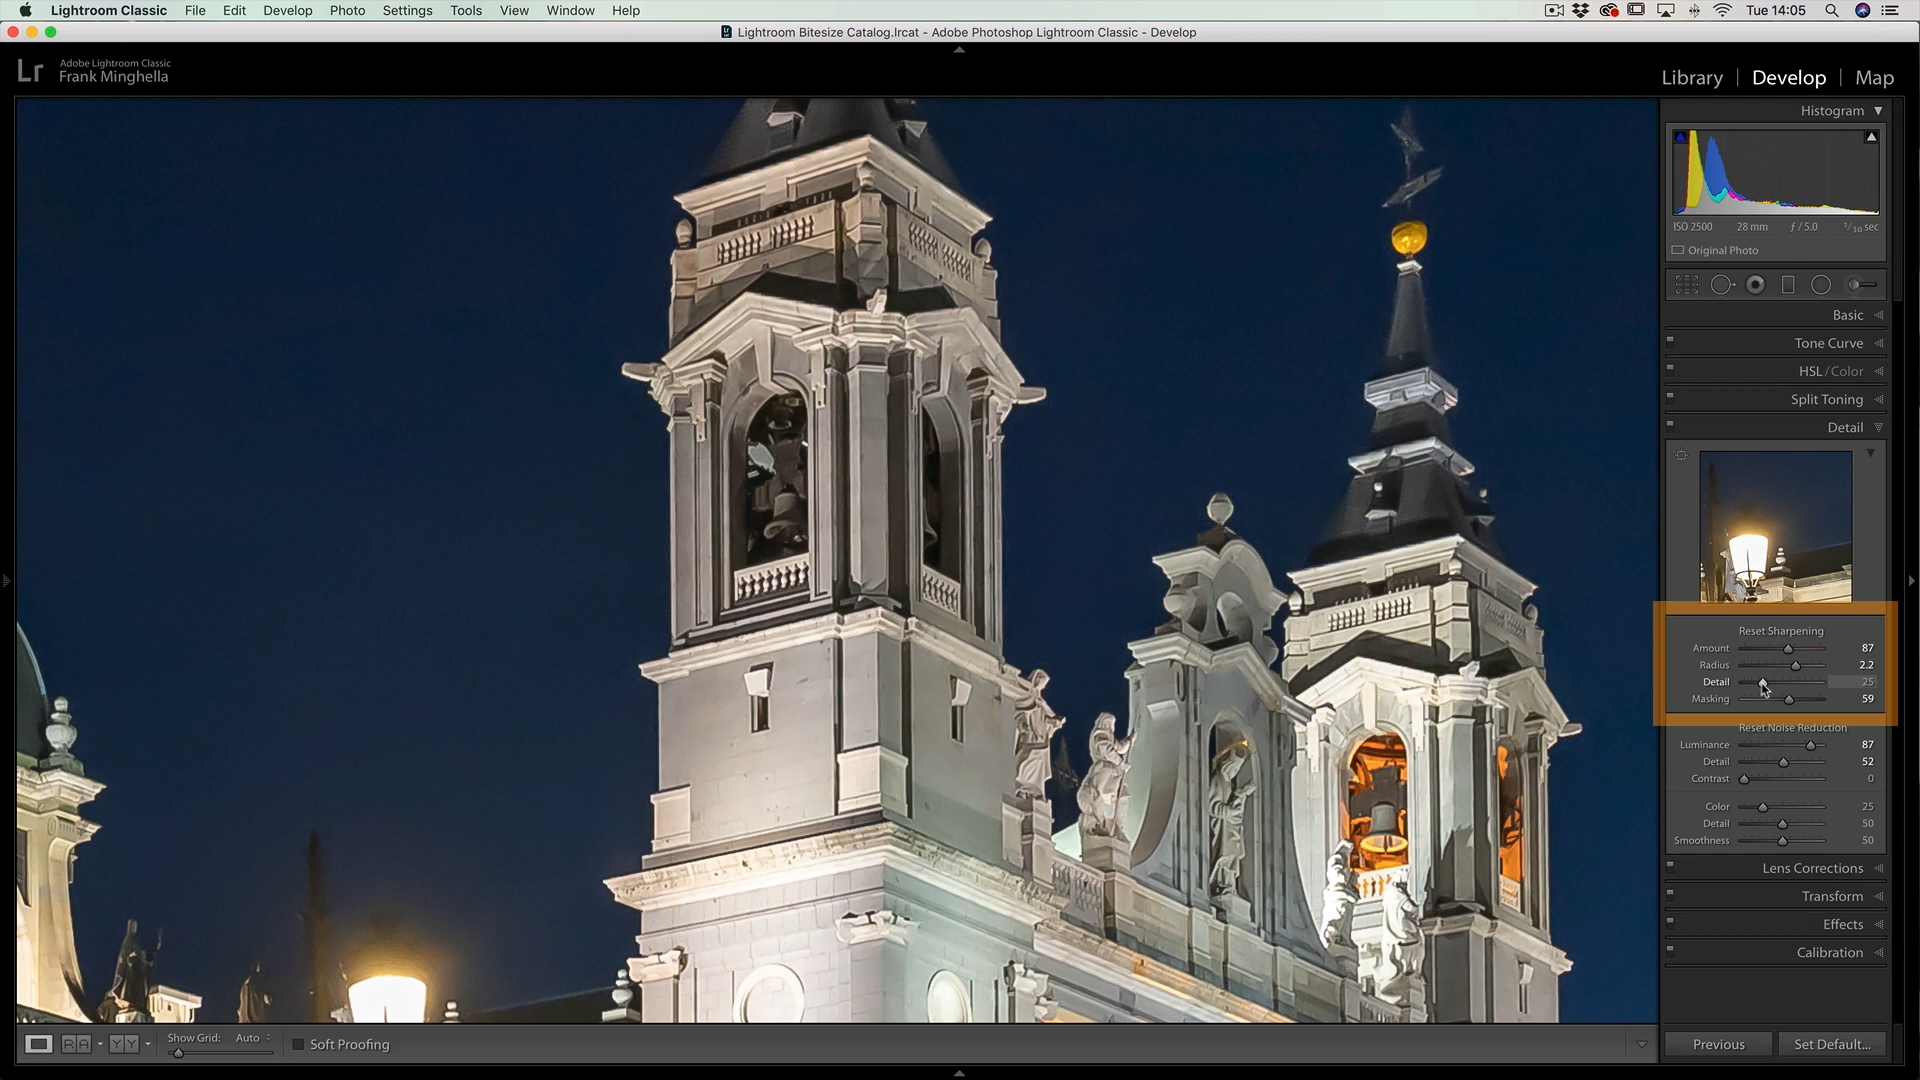 Lightroom Classic File Edit Develop Photo Settings Tools View Window Help Tue 14:05
Lightroom Bitesize Catalog.lrcat - Adobe Photoshop Lightroom Classic - Develop
Lr Adobe Lightroom Classic
Frank Minghella
Library | Develop | Map
Histogram
ISO 2500 28 mm ƒ / 5.0 1/30 sec
Original Photo
Basic
Tone Curve
HSL / Color
Split Toning
Detail
Reset Sharpening
Amount 87
Radius 2.2
Detail 25
Masking 59
Reset Noise Reduction
Luminance 87
Detail 52
Contrast 0
Color 25
Detail 50
Smoothness 50
Lens Corrections
Transform
Effects
Calibration
R A Y Y Show Grid: Auto Soft Proofing
Previous Set Default...